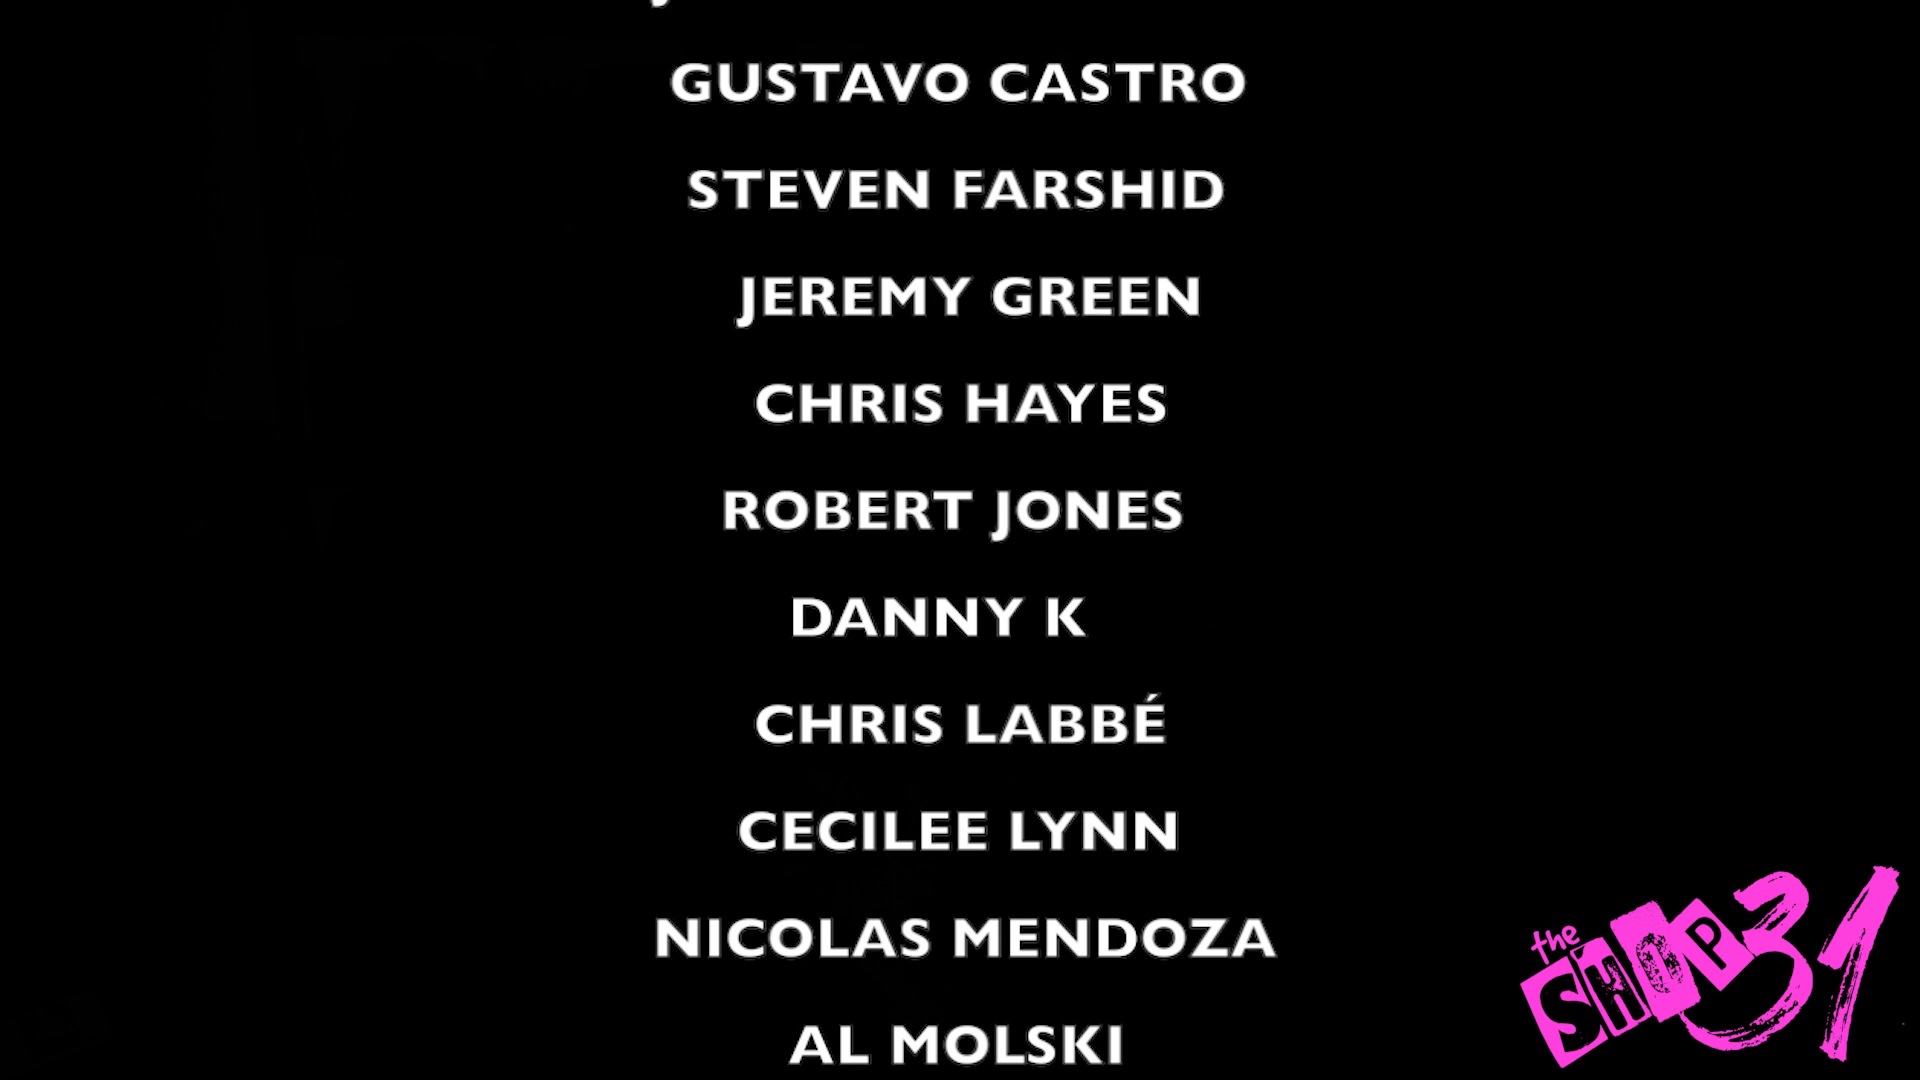 GUSTAVO CASTRO
STEVEN FARSHID
JEREMY GREEN
CHRIS HAYES
ROBERT JONES
DANNY K
CHRIS LABBÉ
CECILEE LYNN
NICOLAS MENDOZA
AL MOLSKI
the
SHOP 31